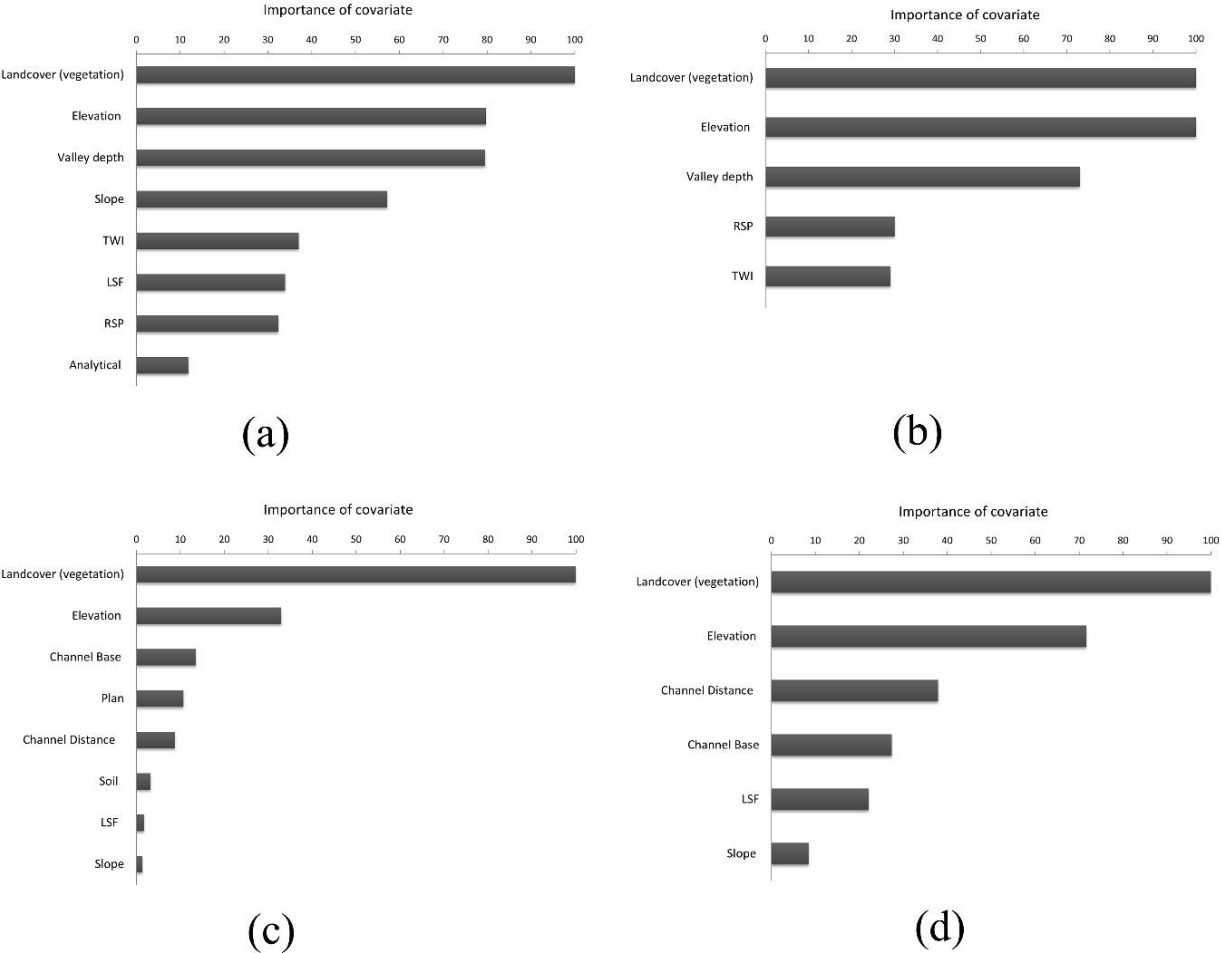 Importance of covariate
0 10 20 30 40 50 60 70 80 90 100
Landcover (vegetation)
Elevation
Valley depth
Slope
TWI
LSF
RSP
Analytical
(a)
Importance of covariate
0 10 20 30 40 50 60 70 80 90 100
Landcover (vegetation)
Elevation
Valley depth
RSP
TWI
(b)
Importance of covariate
0 10 20 30 40 50 60 70 80 90 100
Landcover (vegetation)
Elevation
Channel Base
Plan
Channel Distance
Soil
LSF
Slope
(c)
Importance of covariate
0 10 20 30 40 50 60 70 80 90 100
Landcover (vegetation)
Elevation
Channel Distance
Channel Base
LSF
Slope
(d)